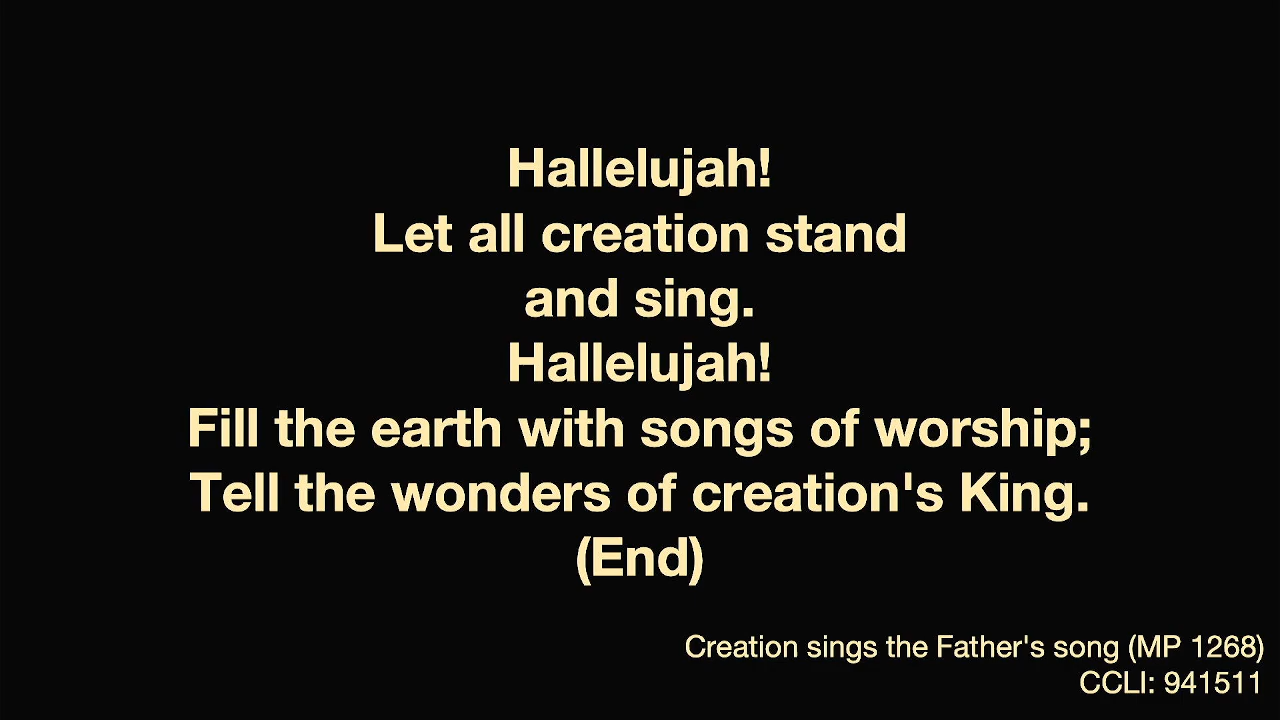 Hallelujah!
Let all creation stand
and sing.
Hallelujah!
Fill the earth with songs of worship;
Tell the wonders of creation's King.
(End)
Creation sings the Father's song (MP 1268)
CCLI: 941511